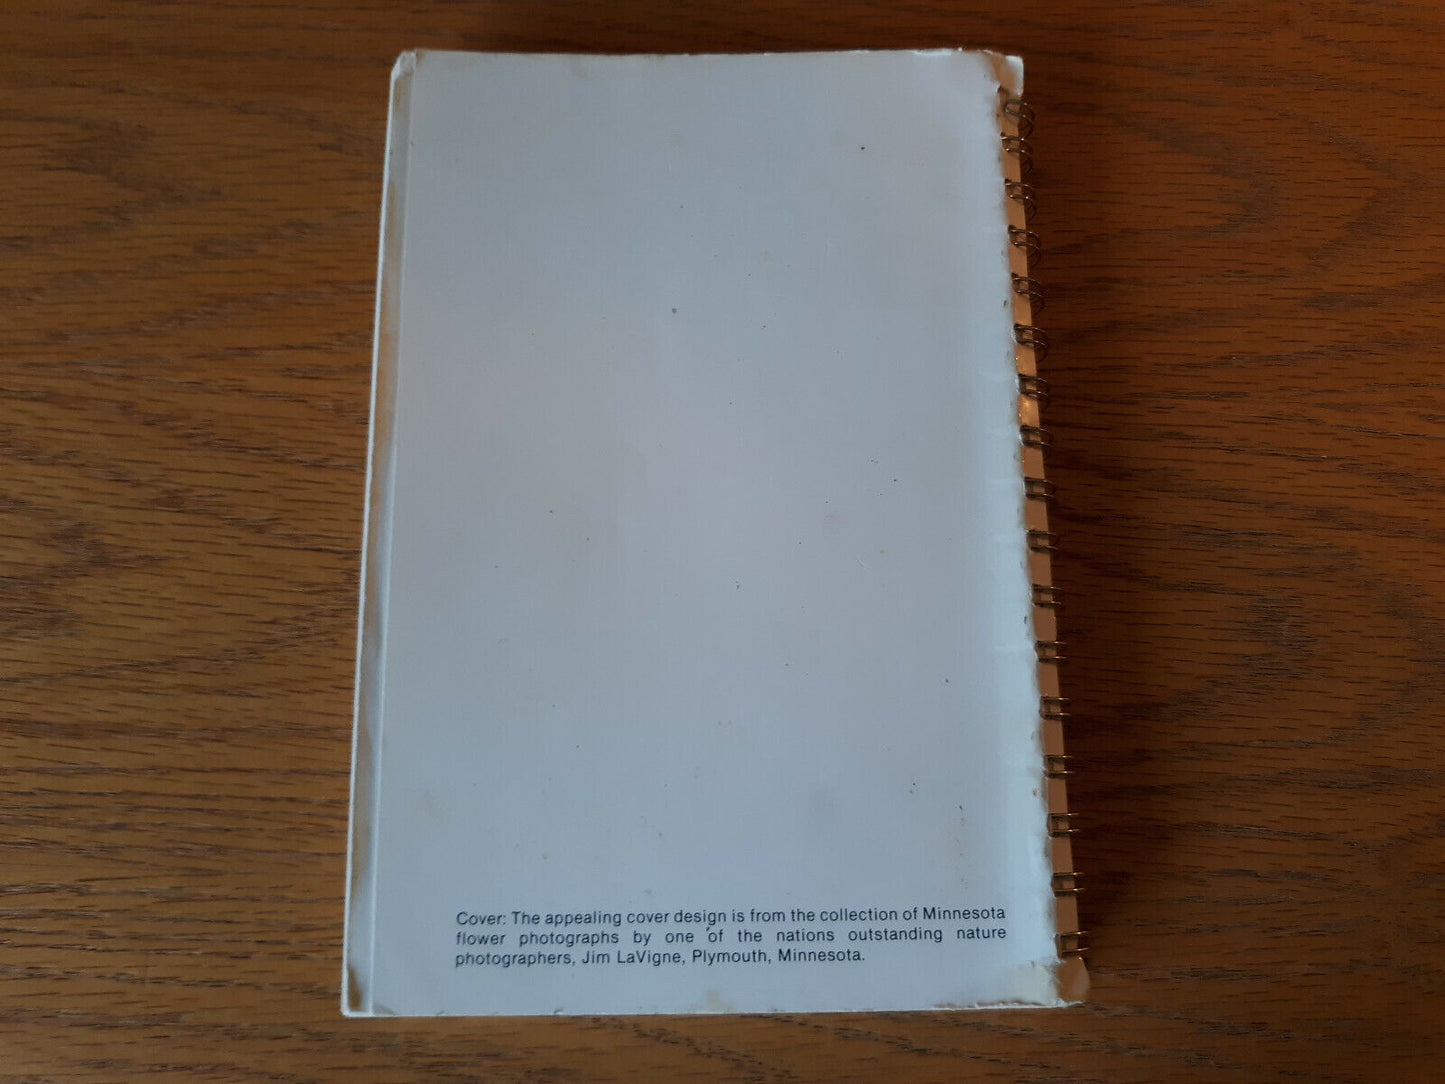 Cover: The appealing cover design is from the collection of Minnesota
flower photographs by one of the nations outstanding nature
photographers, Jim LaVigne, Plymouth, Minnesota.